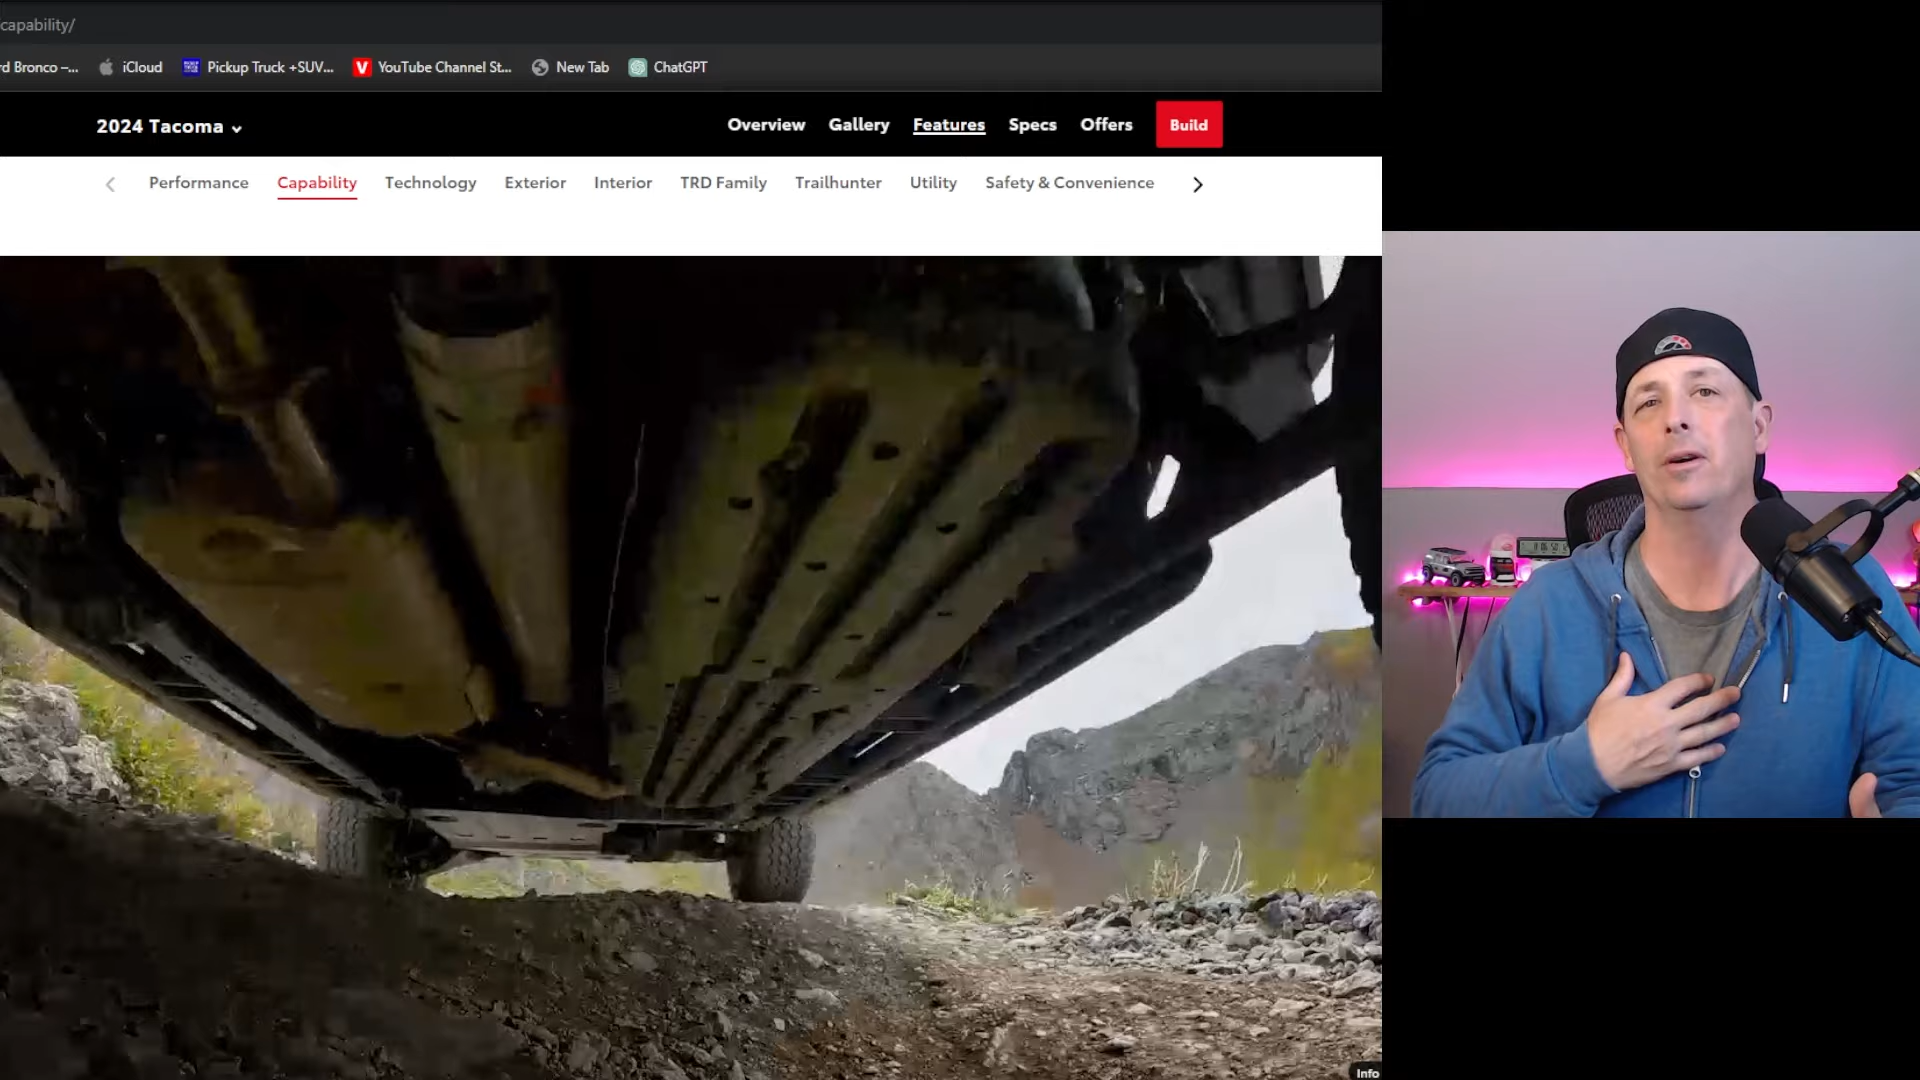 capability/
rd Bronco –... iCloud Pickup Truck +SUV... YouTube Channel St... New Tab ChatGPT
2024 Tacoma Overview Gallery Features Specs Offers Build
Performance Capability Technology Exterior Interior TRD Family Trailhunter Utility Safety & Convenience
Info